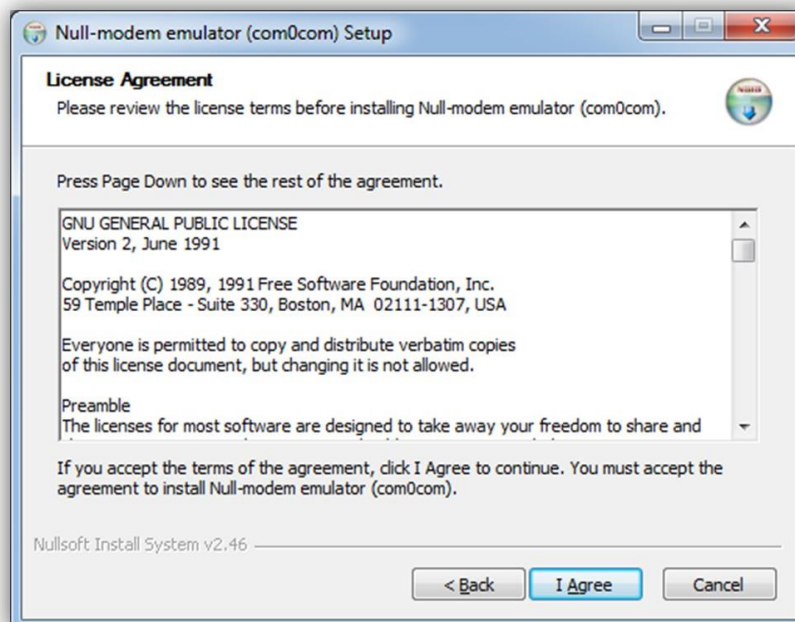 Null-modem emulator (com0com) Setup
License Agreement
Please review the license terms before installing Null-modem emulator (com0com).
Press Page Down to see the rest of the agreement.
GNU GENERAL PUBLIC LICENSE
Version 2, June 1991
Copyright (C) 1989, 1991 Free Software Foundation, Inc.
59 Temple Place - Suite 330, Boston, MA  02111-1307, USA
Everyone is permitted to copy and distribute verbatim copies
of this license document, but changing it is not allowed.
Preamble
The licenses for most software are designed to take away your freedom to share and
If you accept the terms of the agreement, click I Agree to continue. You must accept the
agreement to install Null-modem emulator (com0com).
Nullsoft Install System v2.46
< Back
I Agree
Cancel